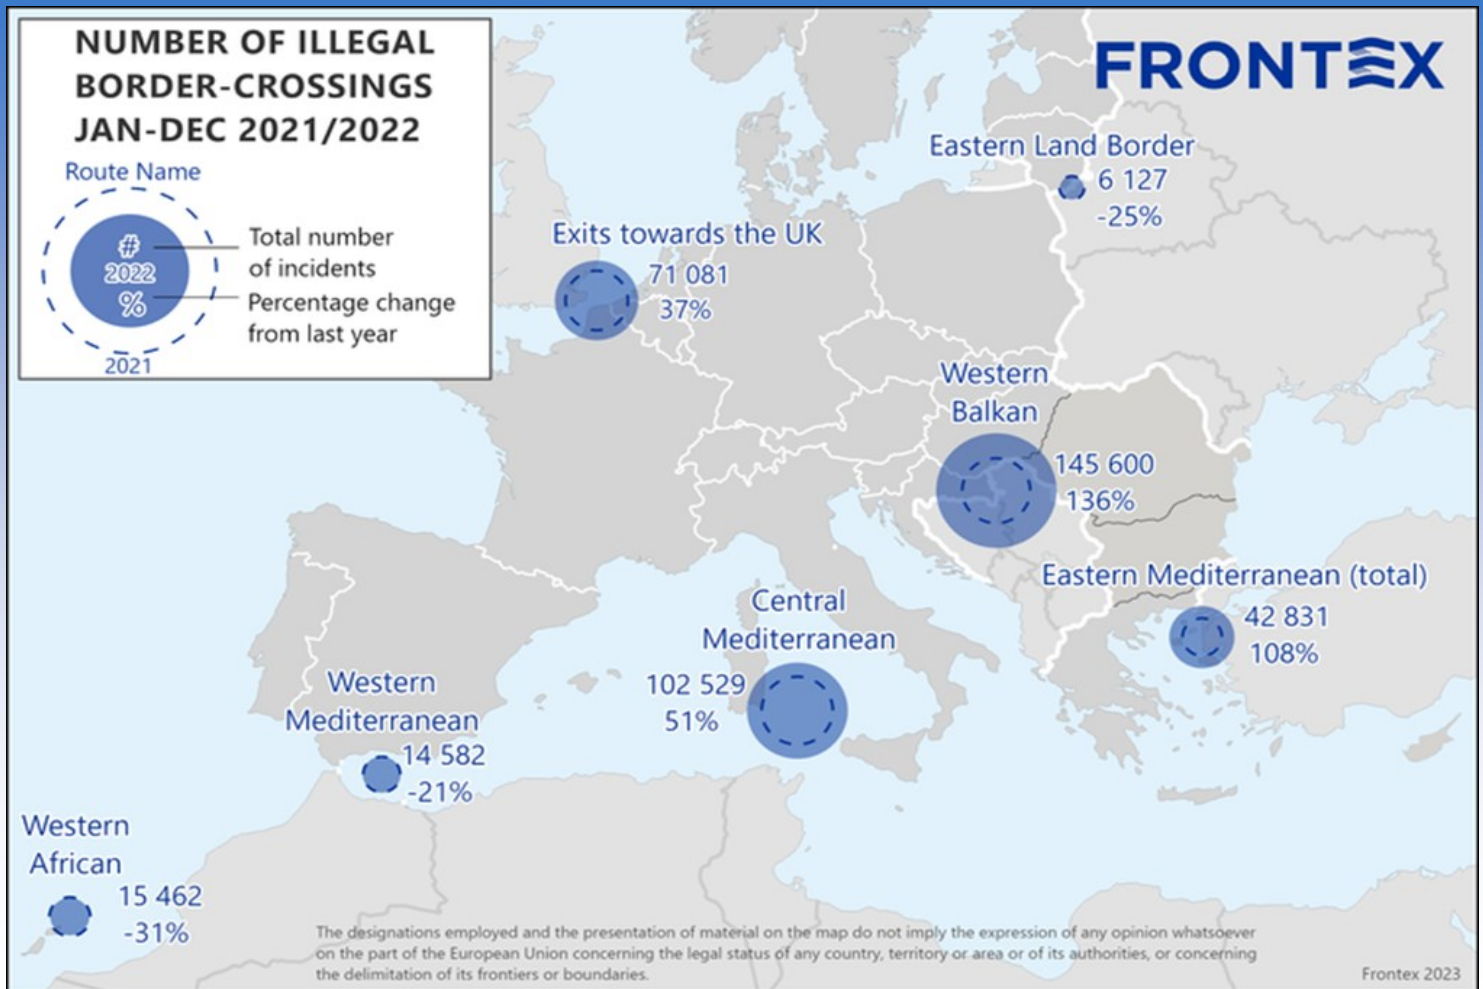 NUMBER OF ILLEGAL
BORDER-CROSSINGS
JAN-DEC 2021/2022
Route Name
#
2022
%
2021
Total number
of incidents
Percentage change
from last year
FRONTEX
Eastern Land Border
6 127
-25%
Exits towards the UK
71 081
37%
Western
Balkan
145 600
136%
Eastern Mediterranean (total)
42 831
108%
Central
Mediterranean
102 529
51%
Western
Mediterranean
14 582
-21%
Western
African
15 462
-31%
The designations employed and the presentation of material on the map do not imply the expression of any opinion whatsoever
on the part of the European Union concerning the legal status of any country, territory or area or of its authorities, or concerning
the delimitation of its frontiers or boundaries.
Frontex 2023